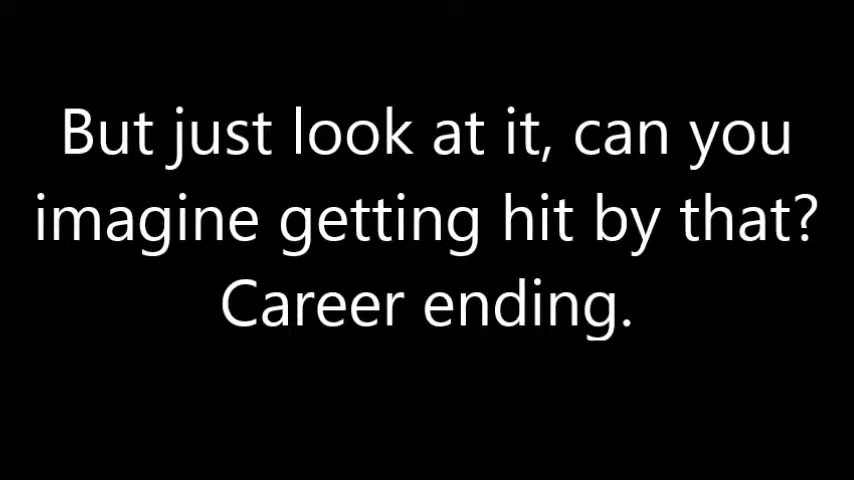 But just look at it, can you
imagine getting hit by that?
Career ending.